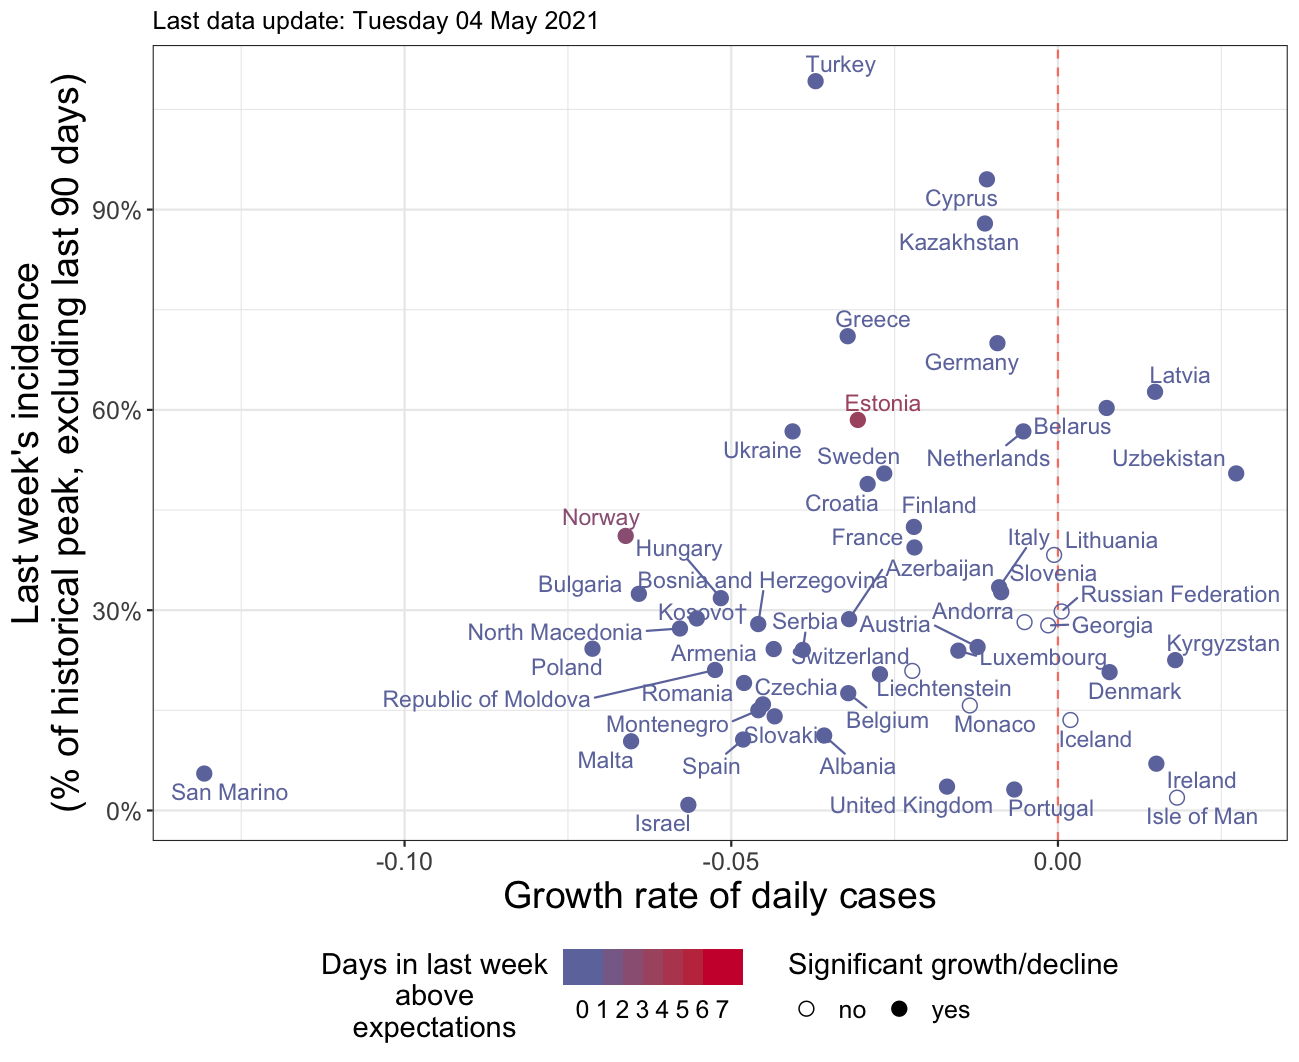 Last data update: Tuesday 04 May 2021
Last week's incidence
(% of historical peak, excluding last 90 days)
90%
60%
30%
0%
Turkey
Cyprus
Kazakhstan
Greece
Germany
Latvia
Estonia
Belarus
Ukraine
Sweden
Netherlands
Uzbekistan
Croatia
Finland
Norway
France
Italy
Lithuania
Hungary
Azerbaijan
Slovenia
Bulgaria
Bosnia and Herzegovina
Russian Federation
Kosovo†
Andorra
Serbia
Austria
Georgia
North Macedonia
Kyrgyzstan
Armenia
Switzerland
Luxembourg
Poland
Liechtenstein
Denmark
Republic of Moldova
Romania
Czechia
Montenegro
Belgium
Monaco
Slovakia
Iceland
Malta
Spain
Albania
Ireland
San Marino
United Kingdom
Portugal
Isle of Man
Israel
-0.10
-0.05
0.00
Growth rate of daily cases
Days in last week
above
expectations
0 1 2 3 4 5 6 7
Significant growth/decline
no
yes